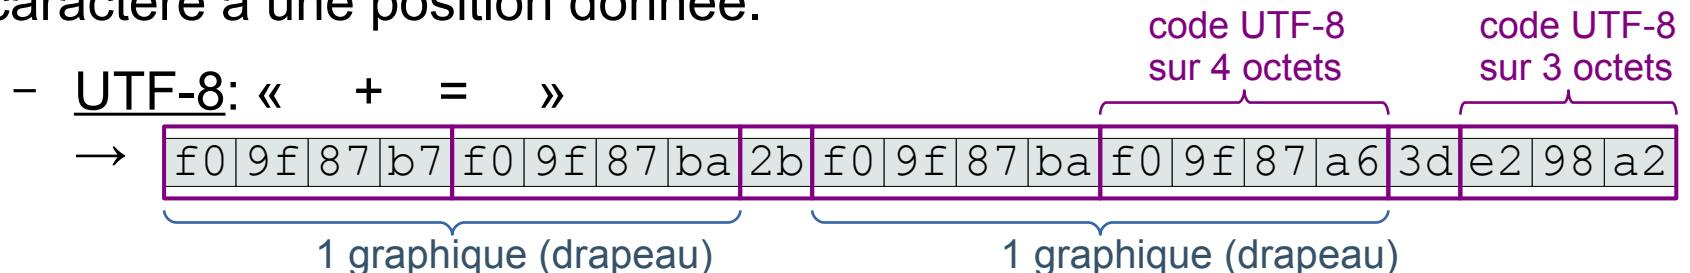 caractère à une position donnée.
code UTF-8 code UTF-8
sur 4 octets sur 3 octets
– UTF-8: « + = »
→ f0 9f 87 b7 f0 9f 87 ba 2b f0 9f 87 ba f0 9f 87 a6 3d e2 98 a2
1 graphique (drapeau) 1 graphique (drapeau)